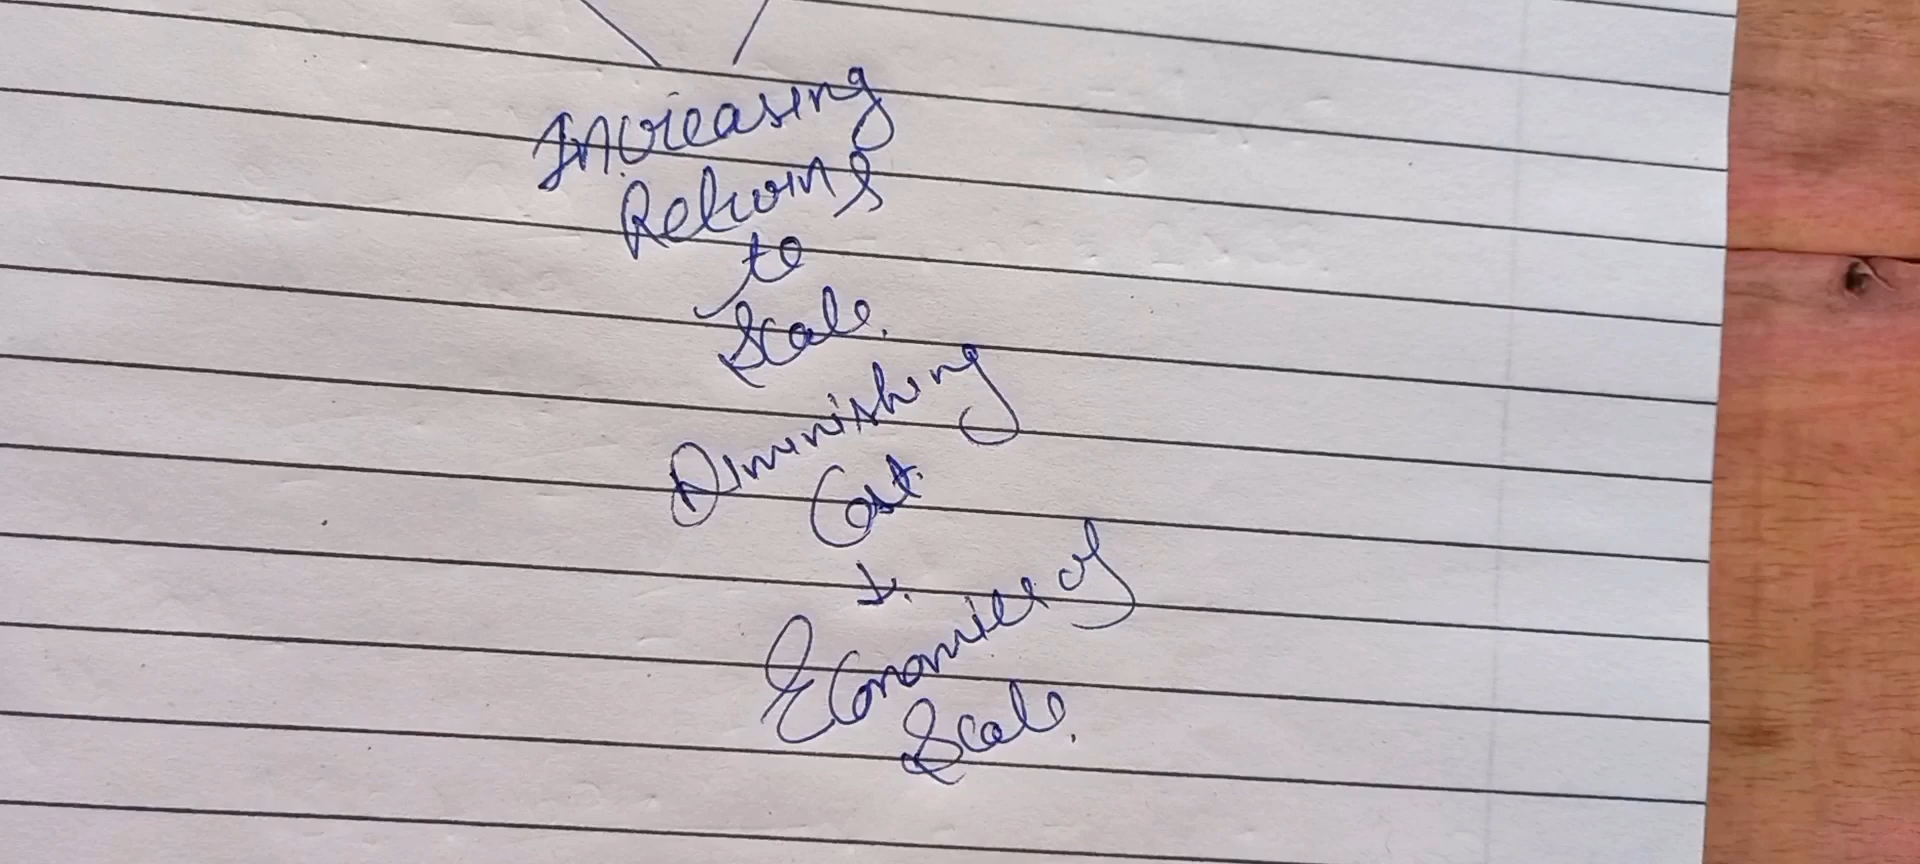 Increasing
Returns
to
Scale.
Diminishing
Cost.
↓.
Economies of
Scale.